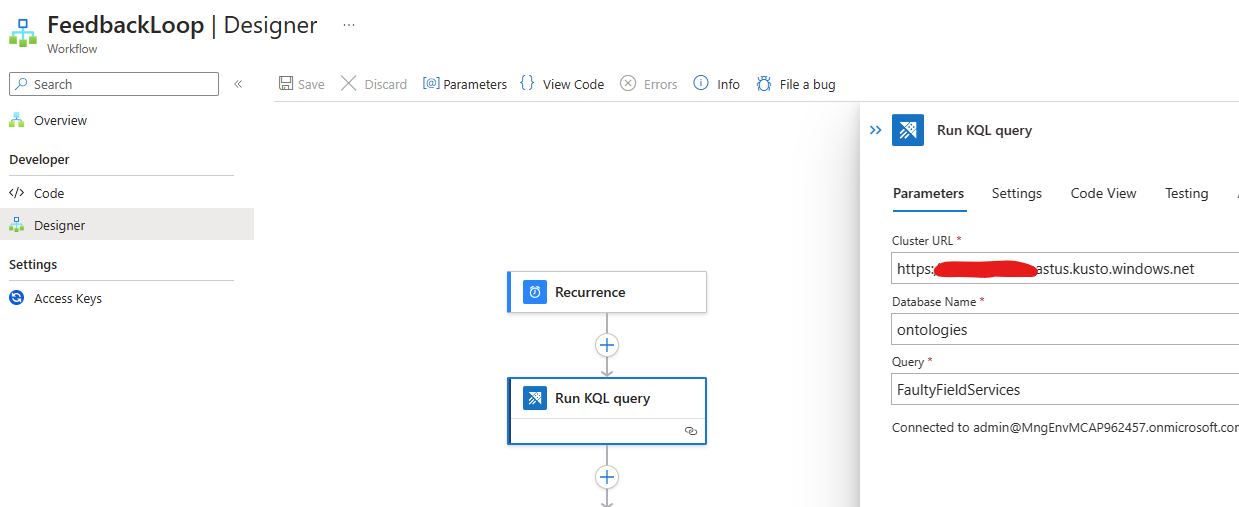 FeedbackLoop | Designer ...
Workflow
Search «
Save Discard [@] Parameters {} View Code Errors Info File a bug
Overview
Developer
</> Code
Designer
Settings
Access Keys
Recurrence
Run KQL query
» Run KQL query
Parameters Settings Code View Testing
Cluster URL *
https: astus.kusto.windows.net
Database Name *
ontologies
Query *
FaultyFieldServices
Connected to admin@MngEnvMCAP962457.onmicrosoft.com